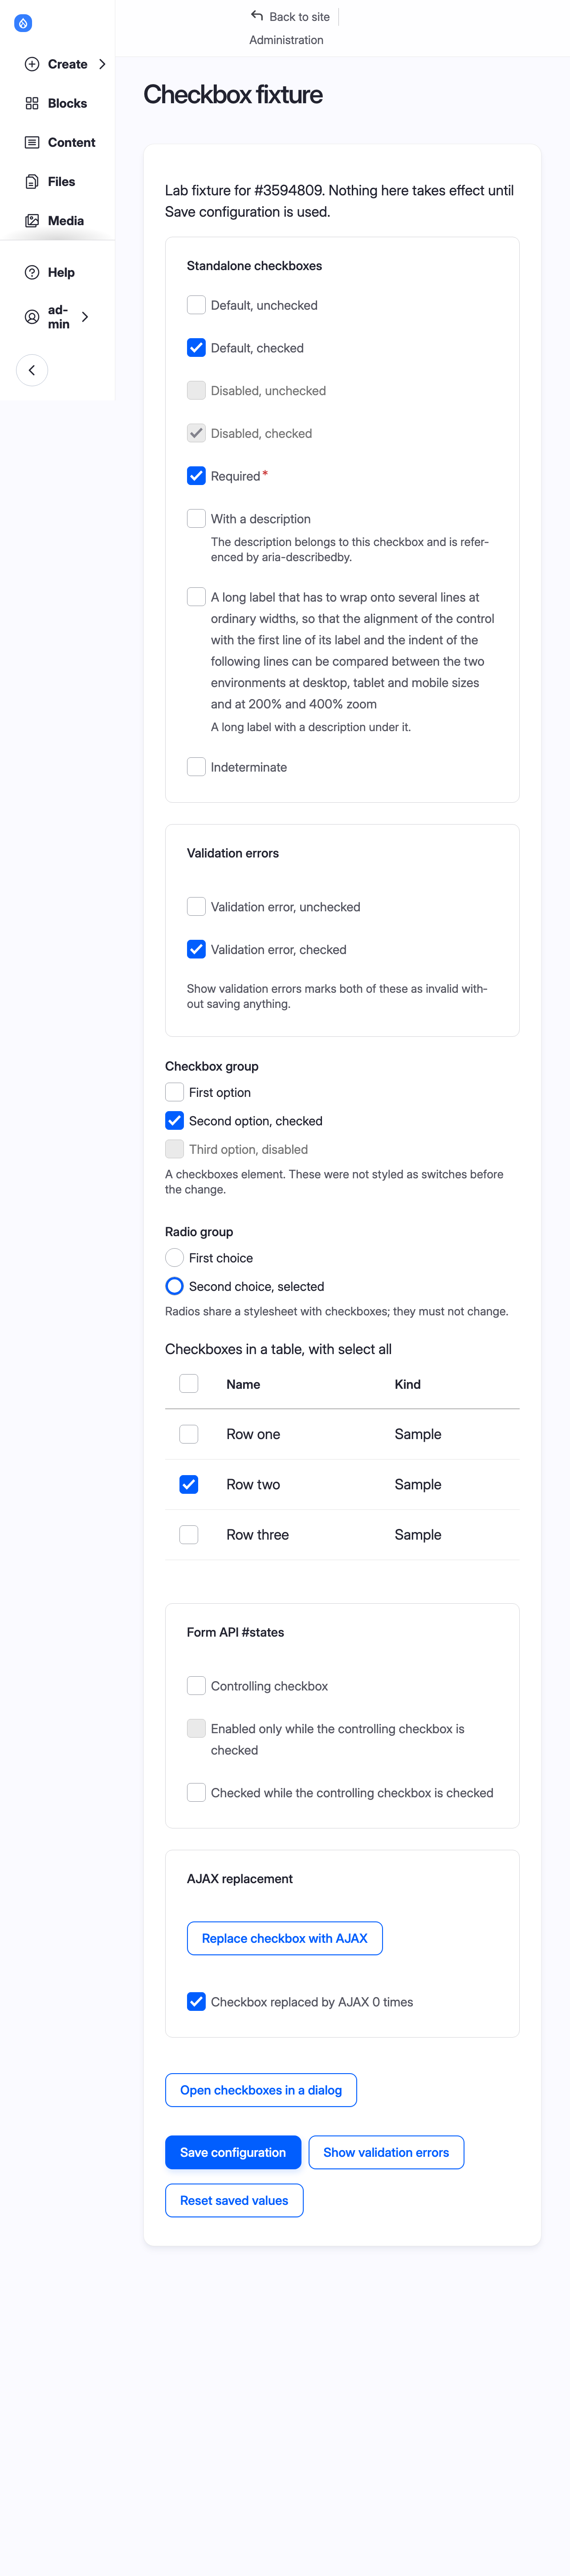 Back to site
Administration
Create
Blocks
Content
Files
Media
Help
ad-
min
Checkbox fixture
Lab fixture for #3594809. Nothing here takes effect until
Save configuration is used.
Standalone checkboxes
Default, unchecked
Default, checked
Disabled, unchecked
Disabled, checked
Required *
With a description
The description belongs to this checkbox and is refer-
enced by aria-describedby.
A long label that has to wrap onto several lines at
ordinary widths, so that the alignment of the control
with the first line of its label and the indent of the
following lines can be compared between the two
environments at desktop, tablet and mobile sizes
and at 200% and 400% zoom
A long label with a description under it.
Indeterminate
Validation errors
Validation error, unchecked
Validation error, checked
Show validation errors marks both of these as invalid with-
out saving anything.
Checkbox group
First option
Second option, checked
Third option, disabled
A checkboxes element. These were not styled as switches before
the change.
Radio group
First choice
Second choice, selected
Radios share a stylesheet with checkboxes; they must not change.
Checkboxes in a table, with select all
Name Kind
Row one Sample
Row two Sample
Row three Sample
Form API #states
Controlling checkbox
Enabled only while the controlling checkbox is
checked
Checked while the controlling checkbox is checked
AJAX replacement
Replace checkbox with AJAX
Checkbox replaced by AJAX 0 times
Open checkboxes in a dialog
Save configuration Show validation errors
Reset saved values